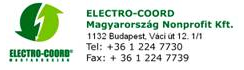 ELECTRO-COORD
Magyarország Nonprofit Kft.
1132 Budapest, Váci út 12. 1/1
Tel: +36 1 224 7730
Fax: + 36 1 224 7739
ELECTRO-COORD®
MAGYARORSZÁG